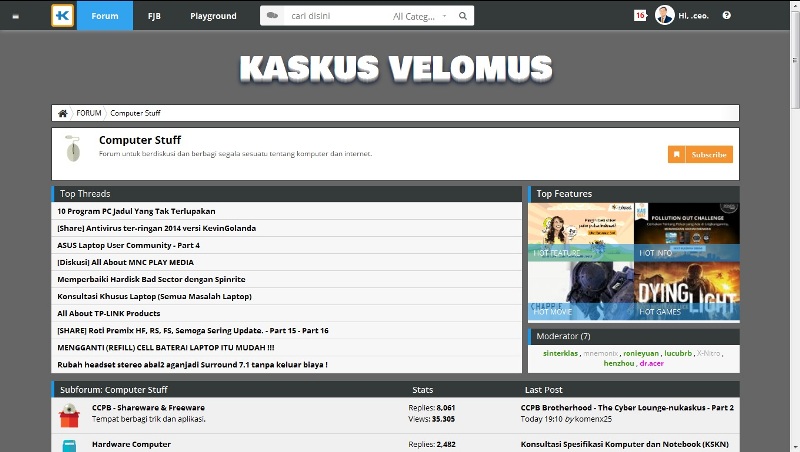 Forum
FJB
Playground
cari disini
All Categ...
16
Hi, .ceo.
KASKUS VELOMUS
FORUM
Computer Stuff
Computer Stuff
Forum untuk berdiskusi dan berbagi segala sesuatu tentang komputer dan internet.
Subscribe
Top Threads
10 Program PC Jadul Yang Tak Terlupakan
[Share] Antivirus ter-ringan 2014 versi KevinGolanda
ASUS Laptop User Community - Part 4
[Diskusi] All About MNC PLAY MEDIA
Memperbaiki Hardisk Bad Sector dengan Spinrite
Konsultasi Khusus Laptop (Semua Masalah Laptop)
All About TP-LINK Products
[SHARE] Roti Premix HF, RS, FS, Semoga Sering Update. - Part 15 - Part 16
MENGGANTI (REFILL) CELL BATERAI LAPTOP ITU MUDAH !!!
Rubah headset stereo abal2 aganjadi Surround 7.1 tanpa keluar biaya !
Top Features
POLLUTION OUT CHALLENGE
HOT FEATURE
HOT INFO
CHAPPIE
DYING LIGHT
HOT MOVIE
HOT GAMES
Moderator (7)
sinterklas , mnemonix , ronieyuan , lucubrb , X-Nitro ,
henzhou , dr.acer
Subforum: Computer Stuff
Stats
Last Post
CCPB - Shareware & Freeware
Tempat berbagi trik dan aplikasi.
Replies: 8,061
Views: 35,305
CCPB Brotherhood - The Cyber Lounge-nukaskus - Part 2
Today 19:10 by komenx25
Hardware Computer
Replies: 2,482
Konsultasi Spesifikasi Komputer dan Notebook (KSKN)